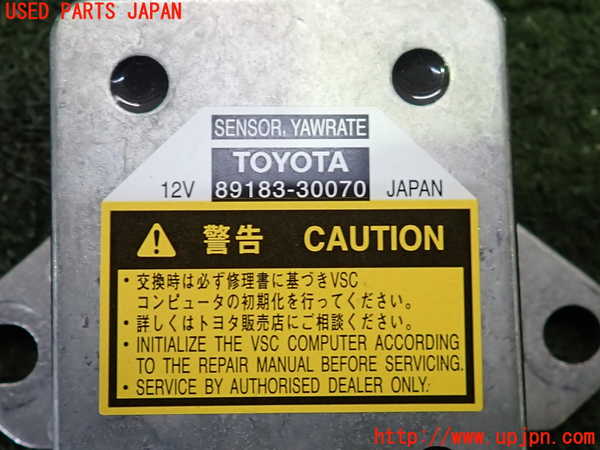 USED PARTS JAPAN
SENSOR, YAWRATE
TOYOTA
12V 89183-30070 JAPAN
警告 CAUTION
・交換時は必ず修理書に基づきVSC
コンピュータの初期化を行ってください。
・詳しくはトヨタ販売店にご相談ください。
・INITIALIZE THE VSC COMPUTER ACCORDING
TO THE REPAIR MANUAL BEFORE SERVICING.
・SERVICE BY AUTHORISED DEALER ONLY.
http://www.upjpn.com/